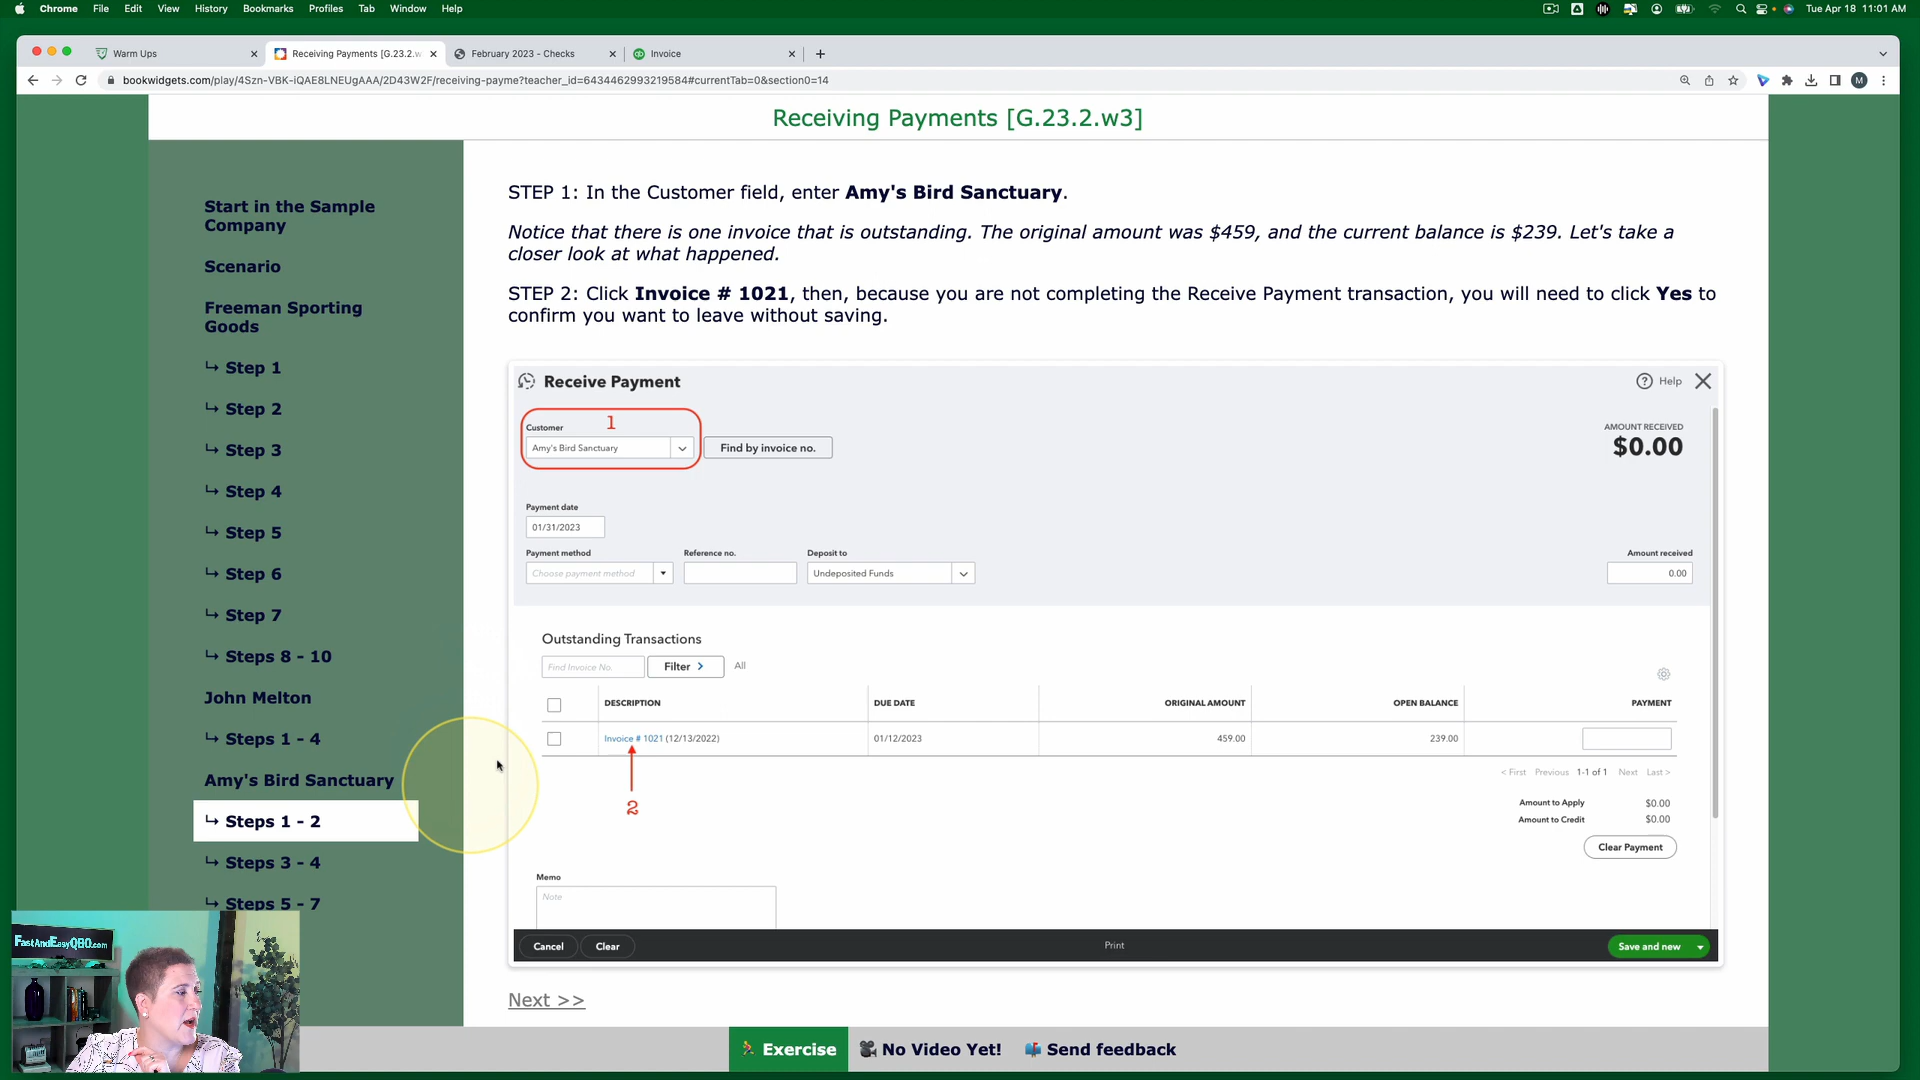 Chrome File Edit View History Bookmarks Profiles Tab Window Help
Tue Apr 18 11:01 AM
Warm Ups
Receiving Payments [G.23.2.w
February 2023 - Checks
Invoice
bookwidgets.com/play/4Szn-VBK-iQAE8LNEUgAAA/2D43W2F/receiving-payme?teacher_id=6434462993219584#currentTab=0&section0=14
M
Receiving Payments [G.23.2.w3]
Start in the Sample
Company
Scenario
Freeman Sporting
Goods
↳ Step 1
↳ Step 2
↳ Step 3
↳ Step 4
↳ Step 5
↳ Step 6
↳ Step 7
↳ Steps 8 - 10
John Melton
↳ Steps 1 - 4
Amy's Bird Sanctuary
↳ Steps 1 - 2
↳ Steps 3 - 4
↳ Steps 5 - 7
STEP 1: In the Customer field, enter Amy's Bird Sanctuary.
Notice that there is one invoice that is outstanding. The original amount was $459, and the current balance is $239. Let's take a
closer look at what happened.
STEP 2: Click Invoice # 1021, then, because you are not completing the Receive Payment transaction, you will need to click Yes to
confirm you want to leave without saving.
Receive Payment
Help
Customer 1
Amy's Bird Sanctuary
Find by invoice no.
AMOUNT RECEIVED
$0.00
Payment date
01/31/2023
Payment method Reference no. Deposit to Amount received
Choose payment method Undeposited Funds 0.00
Outstanding Transactions
Find Invoice No. Filter > All
DESCRIPTION DUE DATE ORIGINAL AMOUNT OPEN BALANCE PAYMENT
Invoice # 1021 (12/13/2022) 01/12/2023 459.00 239.00
< First Previous 1-1 of 1 Next Last >
2
Amount to Apply $0.00
Amount to Credit $0.00
Clear Payment
Memo
Note
Cancel Clear Print Save and new
Next >>
FastAndEasyQBO.com
Exercise No Video Yet! Send feedback